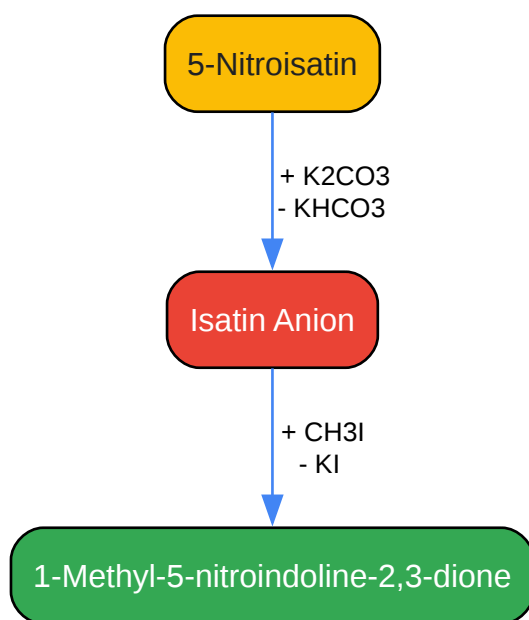 5-Nitroisatin
+ K2CO3
- KHCO3
Isatin Anion
+ CH3I
- KI
1-Methyl-5-nitroindoline-2,3-dione